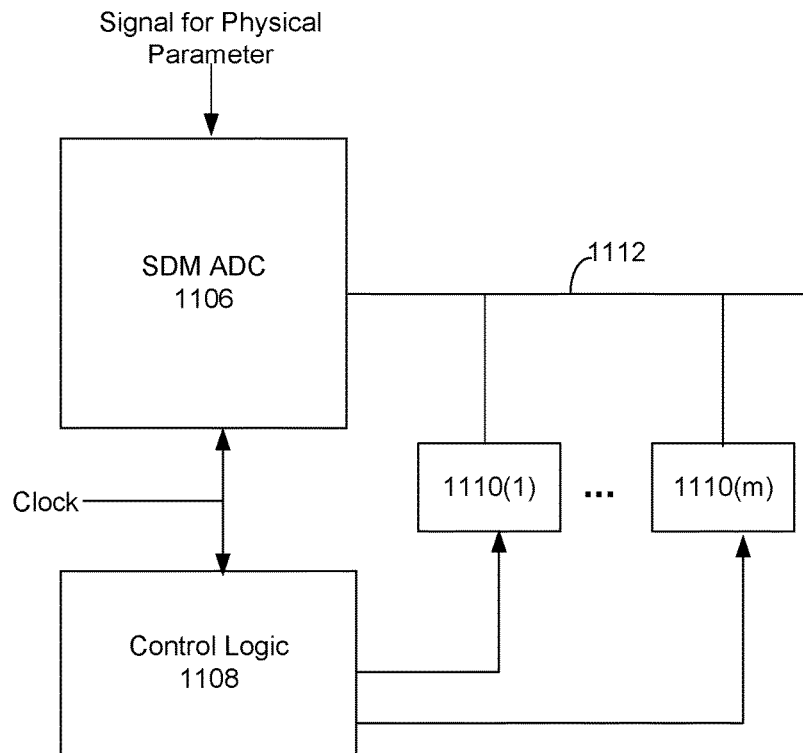 Signal for Physical
Parameter
SDM ADC
1106
1112
1110(1)
...
1110(m)
Clock
Control Logic
1108